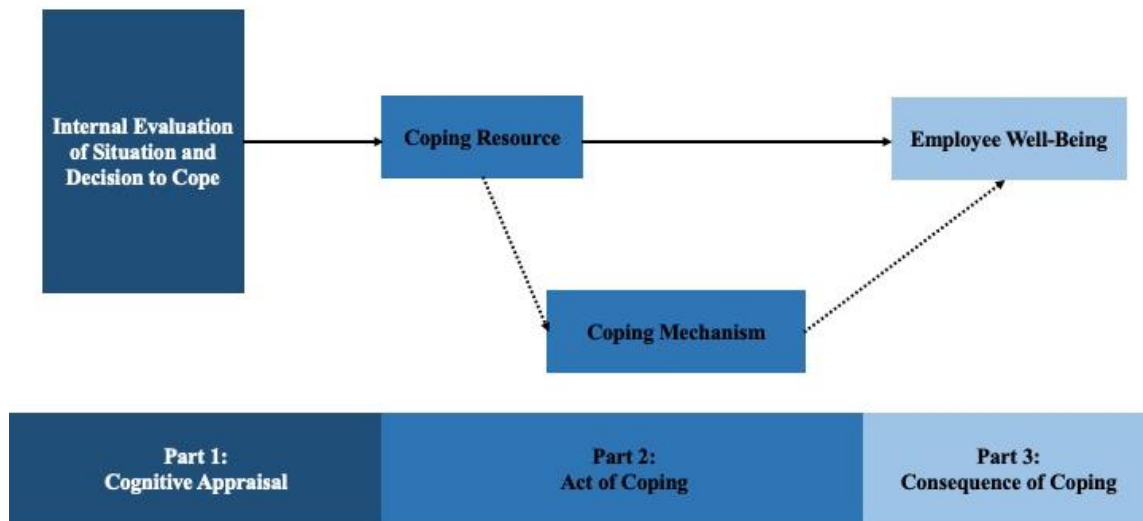 Internal Evaluation
of Situation and
Decision to Cope
Coping Resource
Employee Well-Being
Coping Mechanism
Part 1:
Cognitive Appraisal
Part 2:
Act of Coping
Part 3:
Consequence of Coping